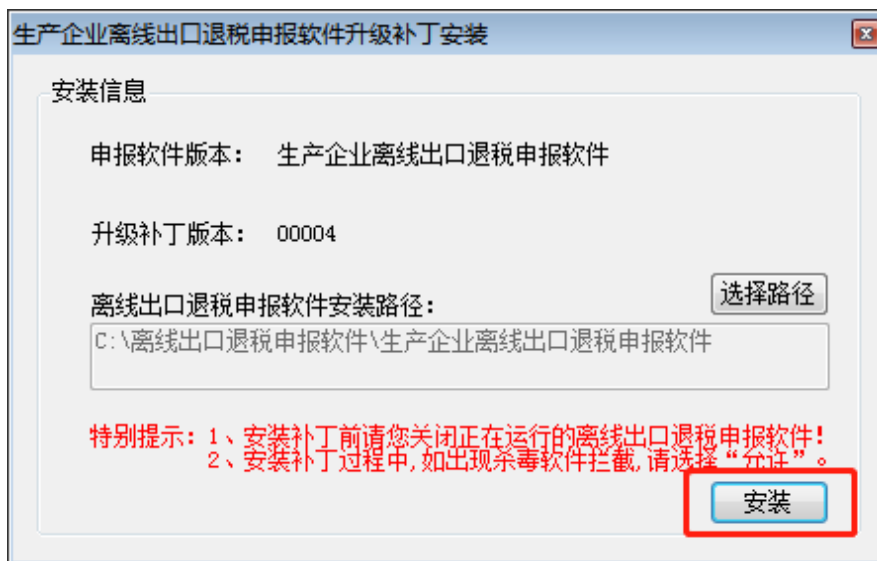 生产企业离线出口退税申报软件升级补丁安装
安装信息
申报软件版本： 生产企业离线出口退税申报软件
升级补丁版本： 00004
离线出口退税申报软件安装路径：
选择路径
C:\离线出口退税申报软件\生产企业离线出口退税申报软件
特别提示：1、安装补丁前请您关闭正在运行的离线出口退税申报软件!
2、安装补丁过程中,如出现杀毒软件拦截,请选择“允许”。
安装